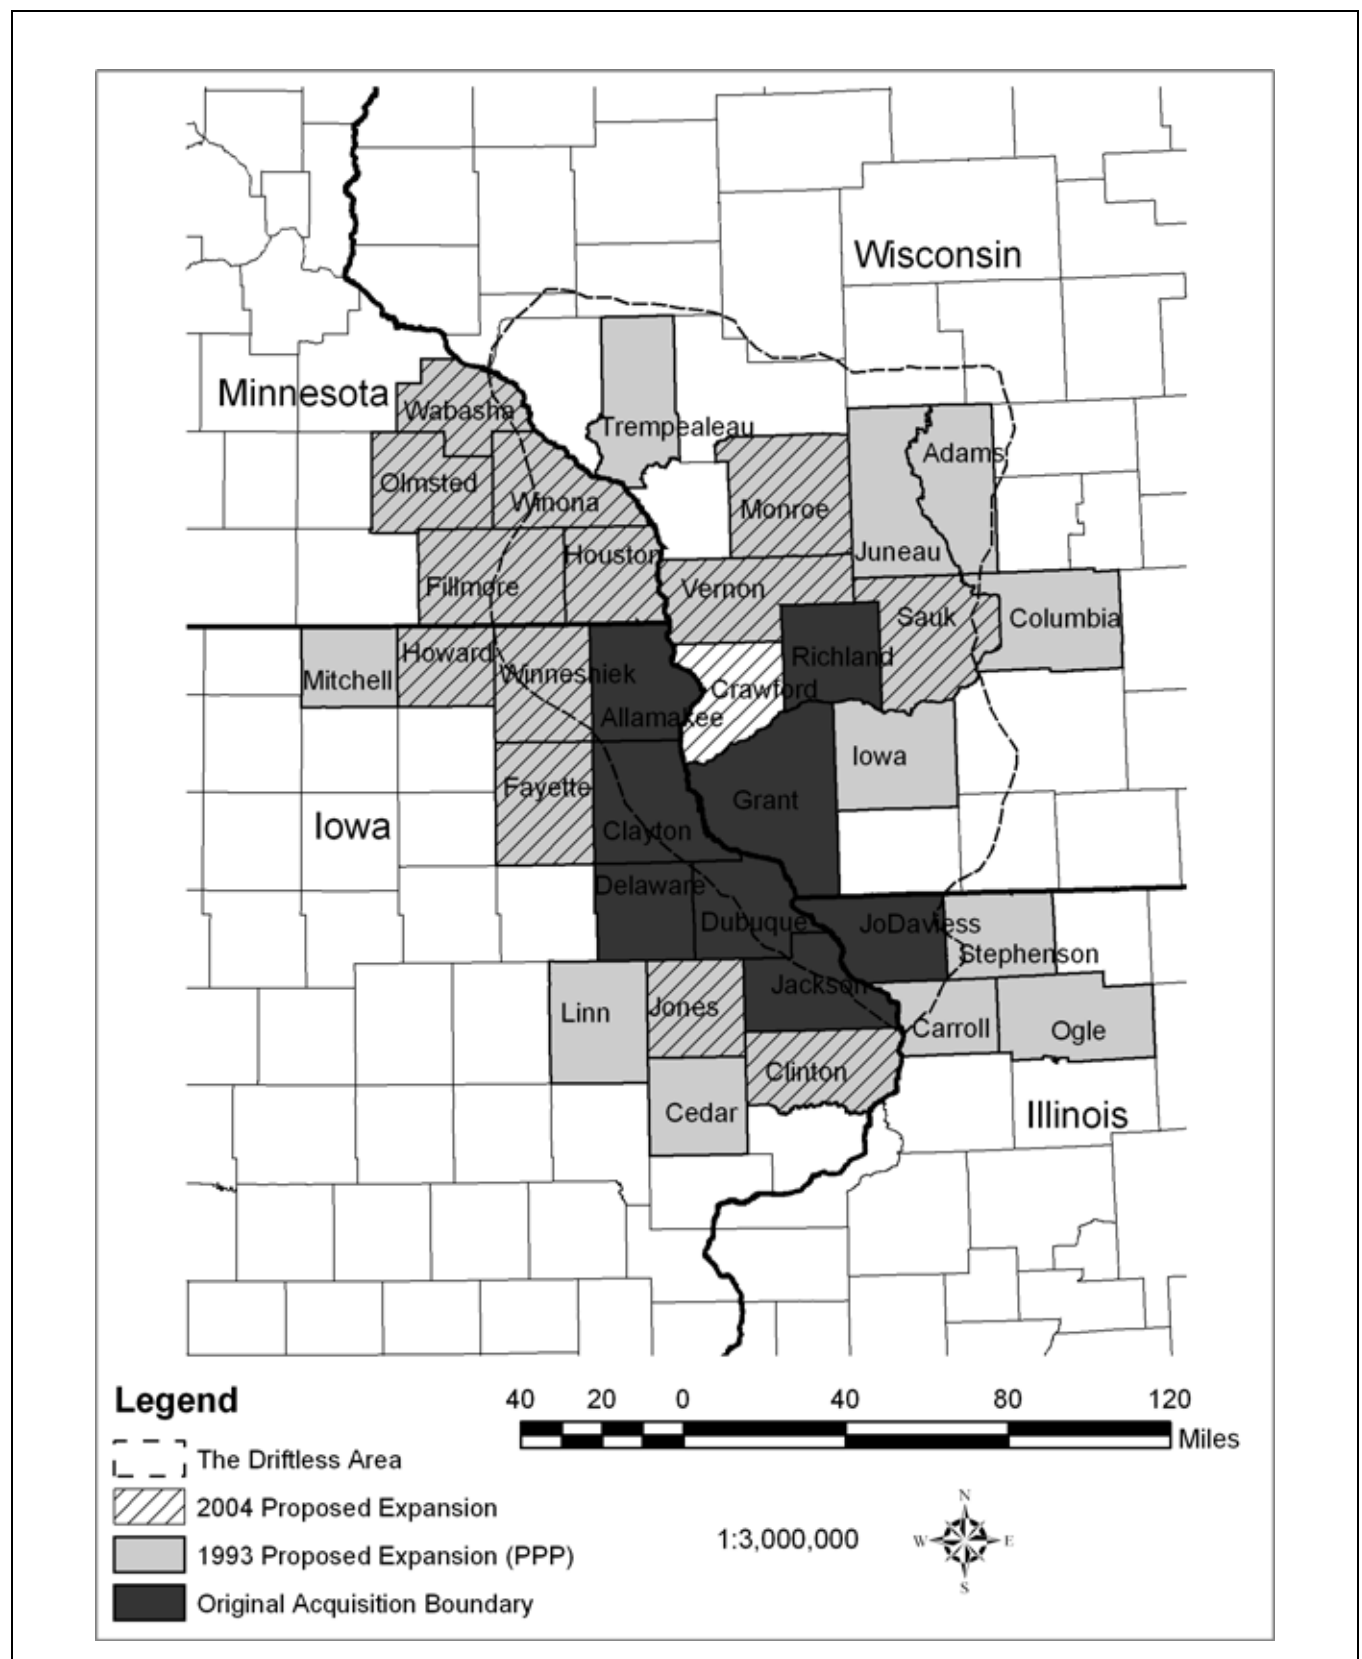 Wisconsin
Minnesota
Wabasha
Trempealeau
Adams
Olmsted
Winona
Monroe
Juneau
Houston
Fillmore
Vernon
Sauk
Columbia
Howard
Mitchell
Winneshiek
Richland
Crawford
Allamakee
Iowa
Fayette
Grant
Iowa
Clayton
Delaware
Dubuque
JoDaviess
Stephenson
Jackson
Linn
Jones
Carroll
Ogle
Clinton
Cedar
Illinois
Legend
40 20 0 40 80 120
Miles
The Driftless Area
2004 Proposed Expansion
1993 Proposed Expansion (PPP)
Original Acquisition Boundary
1:3,000,000
N
W E
S